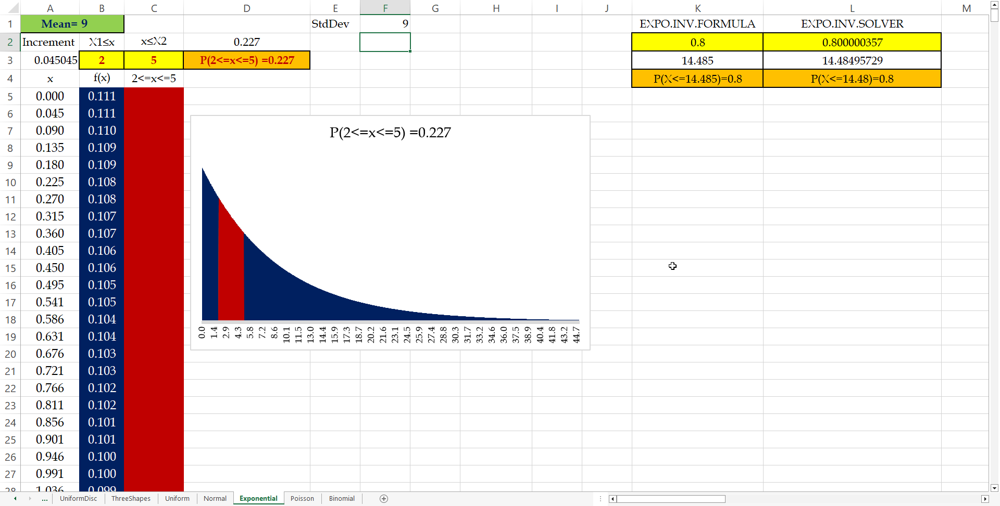 A B C D E F G H I J K L M
1 Mean= 9 StdDev 9 EXPO.INV.FORMULA EXPO.INV.SOLVER
2 Increment X1≤x x≤X2 0.227 0.8 0.800000357
3 0.045045 2 5 P(2<=x<=5) =0.227 14.485 14.48495729
4 x f(x) 2<=x<=5 P(X<=14.485)=0.8 P(X<=14.48)=0.8
5 0.000 0.111
6 0.045 0.111
7 0.090 0.110
8 0.135 0.109
9 0.180 0.109
10 0.225 0.108
11 0.270 0.108
12 0.315 0.107
13 0.360 0.107
14 0.405 0.106
15 0.450 0.106
16 0.495 0.105
17 0.541 0.105
18 0.586 0.104
19 0.631 0.104
20 0.676 0.103
21 0.721 0.103
22 0.766 0.102
23 0.811 0.102
24 0.856 0.101
25 0.901 0.101
26 0.946 0.100
27 0.991 0.100
28 1.036 0.099
P(2<=x<=5) =0.227
0.0 1.4 2.9 4.3 5.8 7.2 8.6 10.1 11.5 13.0 14.4 15.9 17.3 18.7 20.2 21.6 23.1 24.5 25.9 27.4 28.8 30.3 31.7 33.2 34.6 36.0 37.5 38.9 40.4 41.8 43.2 44.7
... UniformDisc ThreeShapes Uniform Normal Exponential Poisson Binomial